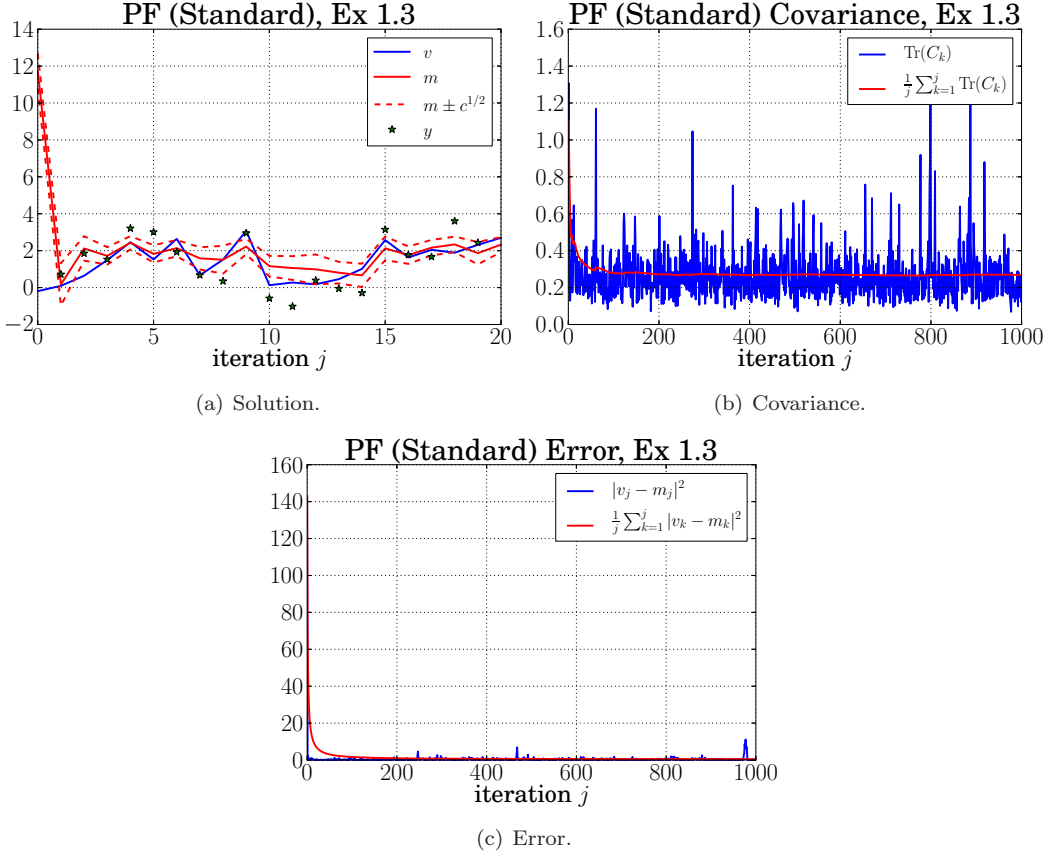 PF (Standard), Ex 1.3
14
12
10
8
6
4
2
0
−2
0 5 10 15 20
iteration j
v
m
m ± c^{1/2}
y
(a) Solution.
PF (Standard) Covariance, Ex 1.3
1.6
1.4
1.2
1.0
0.8
0.6
0.4
0.2
0.0
0 200 400 600 800 1000
iteration j
Tr(C_k)
\frac{1}{j} \sum_{k=1}^{j} Tr(C_k)
(b) Covariance.
PF (Standard) Error, Ex 1.3
160
140
120
100
80
60
40
20
0
0 200 400 600 800 1000
iteration j
|v_j − m_j|^2
\frac{1}{j} \sum_{k=1}^{j} |v_k − m_k|^2
(c) Error.